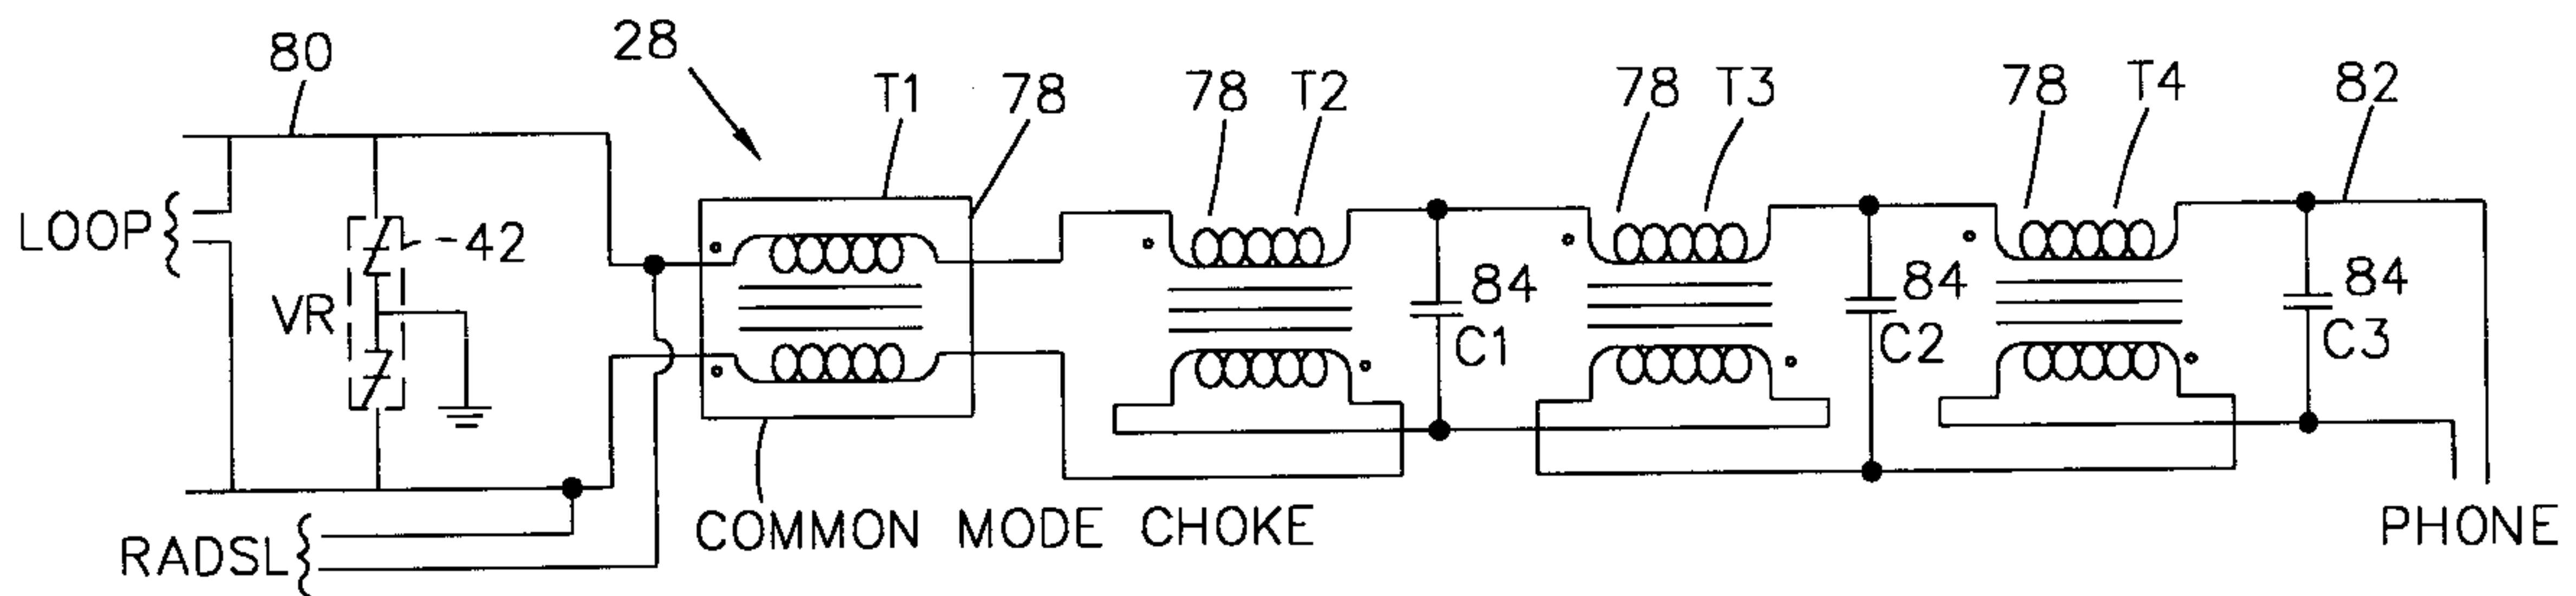 80
28
T1
78
78
T2
78
T3
78
T4
82
LOOP
-42
VR
84
C1
84
C2
84
C3
COMMON MODE CHOKE
RADSL
PHONE